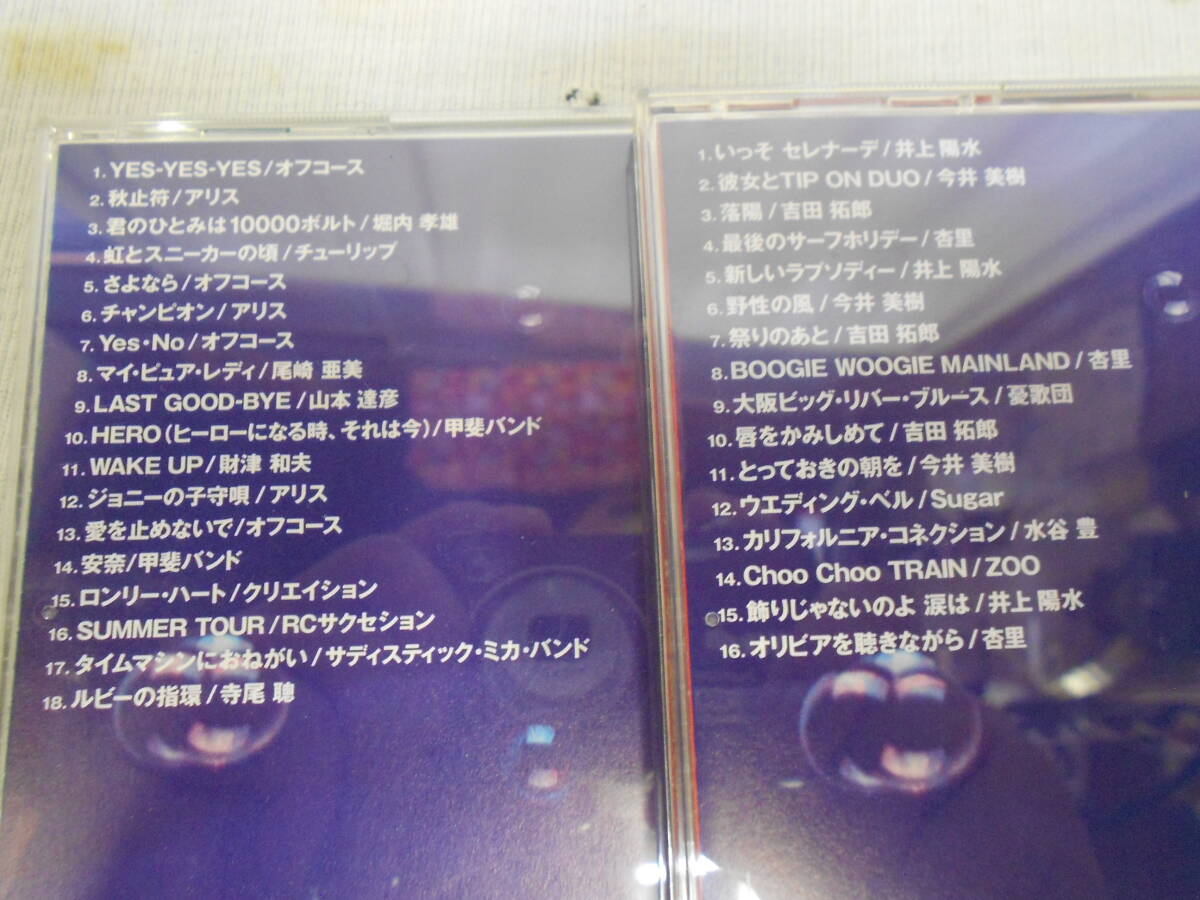 1. YES-YES-YES/オフコース
2. 秋止符/アリス
3. 君のひとみは10000ボルト/堀内 孝雄
4. 虹とスニーカーの頃/チューリップ
5. さよなら/オフコース
6. チャンピオン/アリス
7. Yes・No/オフコース
8. マイ・ピュア・レディ/尾崎 亜美
9. LAST GOOD-BYE/山本 達彦
10. HERO(ヒーローになる時、それは今)/甲斐バンド
11. WAKE UP/財津 和夫
12. ジョニーの子守唄/アリス
13. 愛を止めないで/オフコース
14. 安奈/甲斐バンド
15. ロンリー・ハート/クリエイション
16. SUMMER TOUR/RCサクセション
17. タイムマシンにおねがい/サディスティック・ミカ・バンド
18. ルビーの指環/寺尾 聰
1. いっそ セレナーデ/井上 陽水
2. 彼女とTIP ON DUO/今井 美樹
3. 落陽/吉田 拓郎
4. 最後のサーフホリデー/杏里
5. 新しいラプソディー/井上 陽水
6. 野性の風/今井 美樹
7. 祭りのあと/吉田 拓郎
8. BOOGIE WOOGIE MAINLAND/杏里
9. 大阪ビッグ・リバー・ブルース/憂歌団
10. 唇をかみしめて/吉田 拓郎
11. とっておきの朝を/今井 美樹
12. ウエディング・ベル/Sugar
13. カリフォルニア・コネクション/水谷 豊
14. Choo Choo TRAIN/ZOO
15. 飾りじゃないのよ 涙は/井上 陽水
16. オリビアを聴きながら/杏里